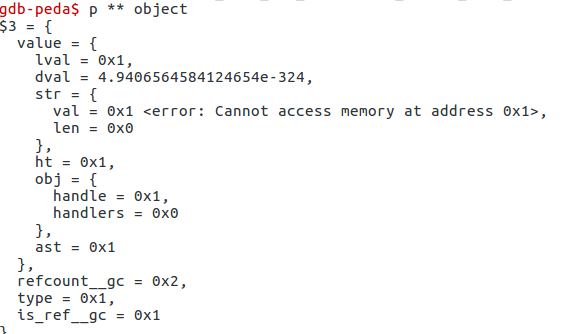 gdb-peda$ p ** object
$3 = {
  value = {
    lval = 0x1,
    dval = 4.9406564584124654e-324,
    str = {
      val = 0x1 <error: Cannot access memory at address 0x1>,
      len = 0x0
    },
    ht = 0x1,
    obj = {
      handle = 0x1,
      handlers = 0x0
    },
    ast = 0x1
  },
  refcount__gc = 0x2,
  type = 0x1,
  is_ref__gc = 0x1
}